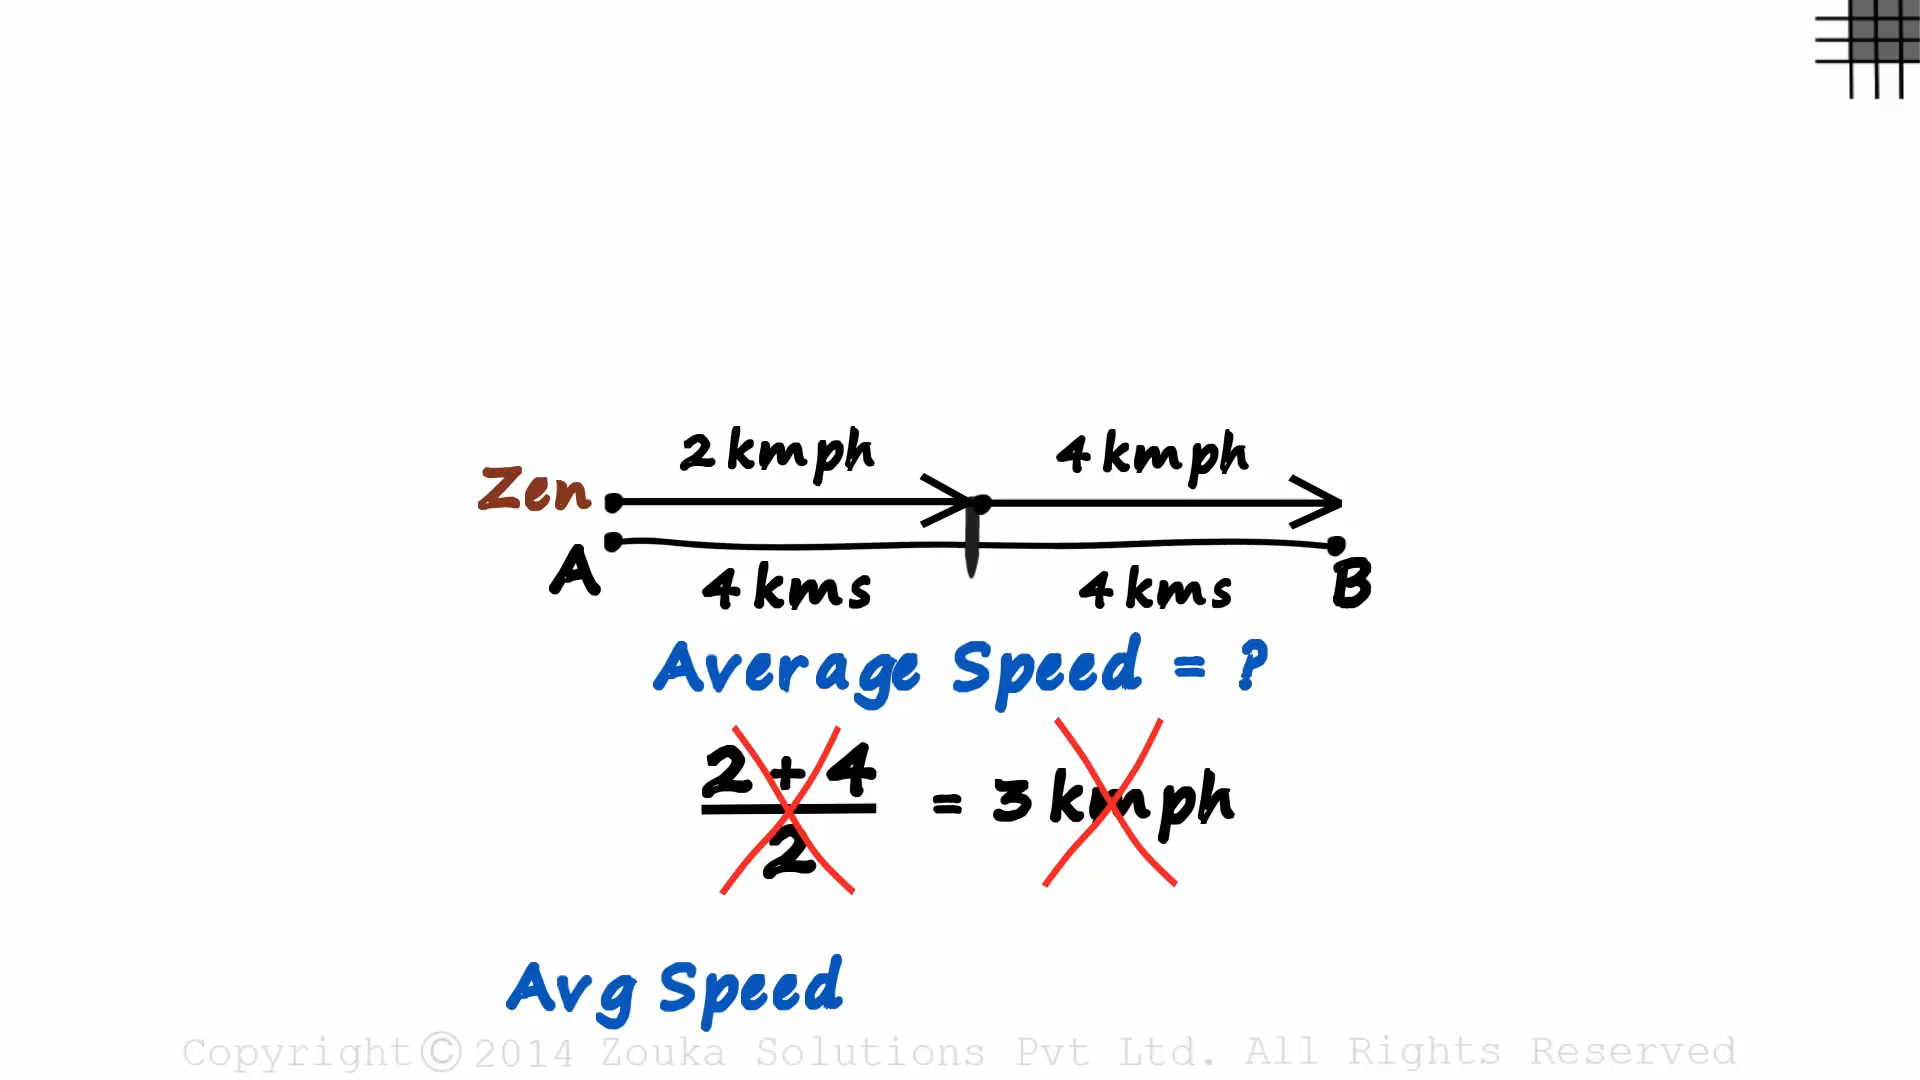 2 kmph 4 kmph
Zen
A 4 kms 4 kms B
Average Speed = ?
2 + 4
= 3 kmph
2
Avg Speed
Copyright©2014 Zouka Solutions Pvt Ltd. All Rights Reserved